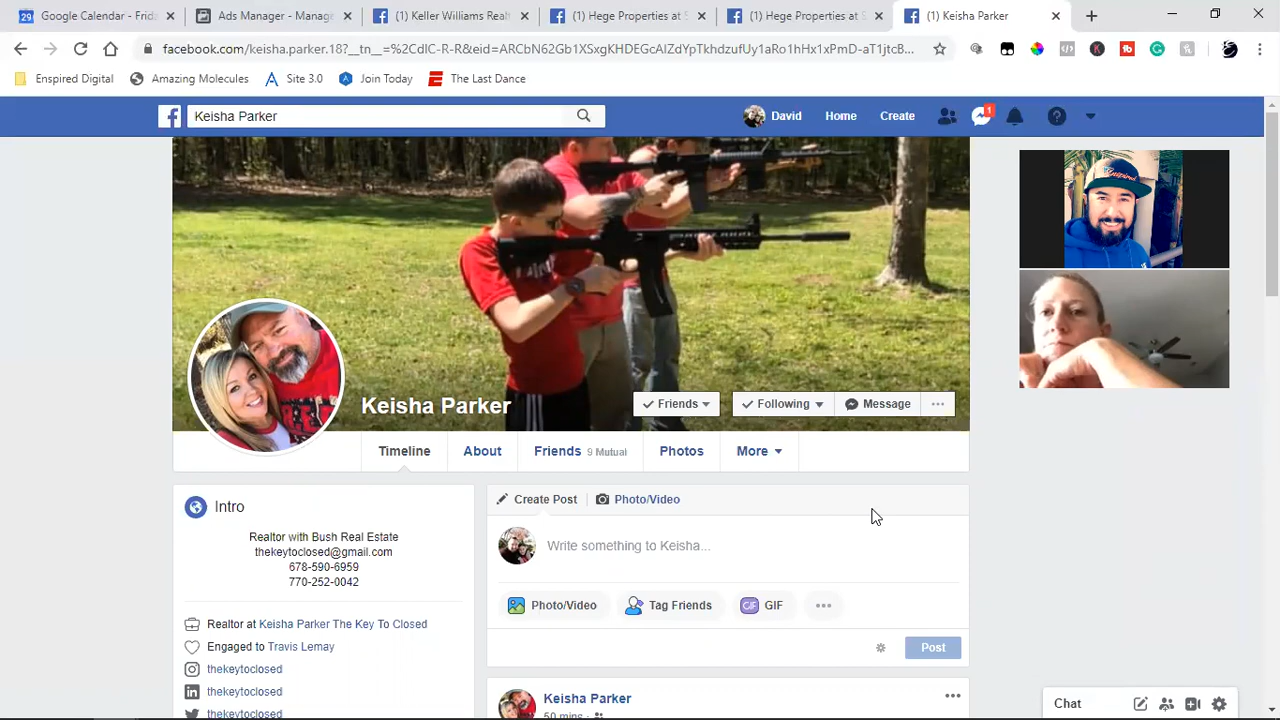 Google Calendar - Frida
Ads Manager - Manage
(1) Keller Williams Real
(1) Hege Properties at S
(1) Hege Properties at S
(1) Keisha Parker
facebook.com/keisha.parker.18?__tn__=%2CdlC-R-R&eid=ARCbN62Gb1XSxgKHDEGcAlZdYpTkhdzufUy1aRo1hHx1xPmD-aT1jtcB...
Enspired Digital
Amazing Molecules
Site 3.0
Join Today
The Last Dance
Keisha Parker
David
Home
Create
1
Keisha Parker
Friends
Following
Message
Timeline
About
Friends 9 Mutual
Photos
More
Intro
Realtor with Bush Real Estate
thekeytoclosed@gmail.com
678-590-6959
770-252-0042
Realtor at Keisha Parker The Key To Closed
Engaged to Travis Lemay
thekeytoclosed
thekeytoclosed
thekeytoclosed
Create Post
Photo/Video
Write something to Keisha...
Photo/Video
Tag Friends
GIF
Post
Keisha Parker
50 mins
Chat